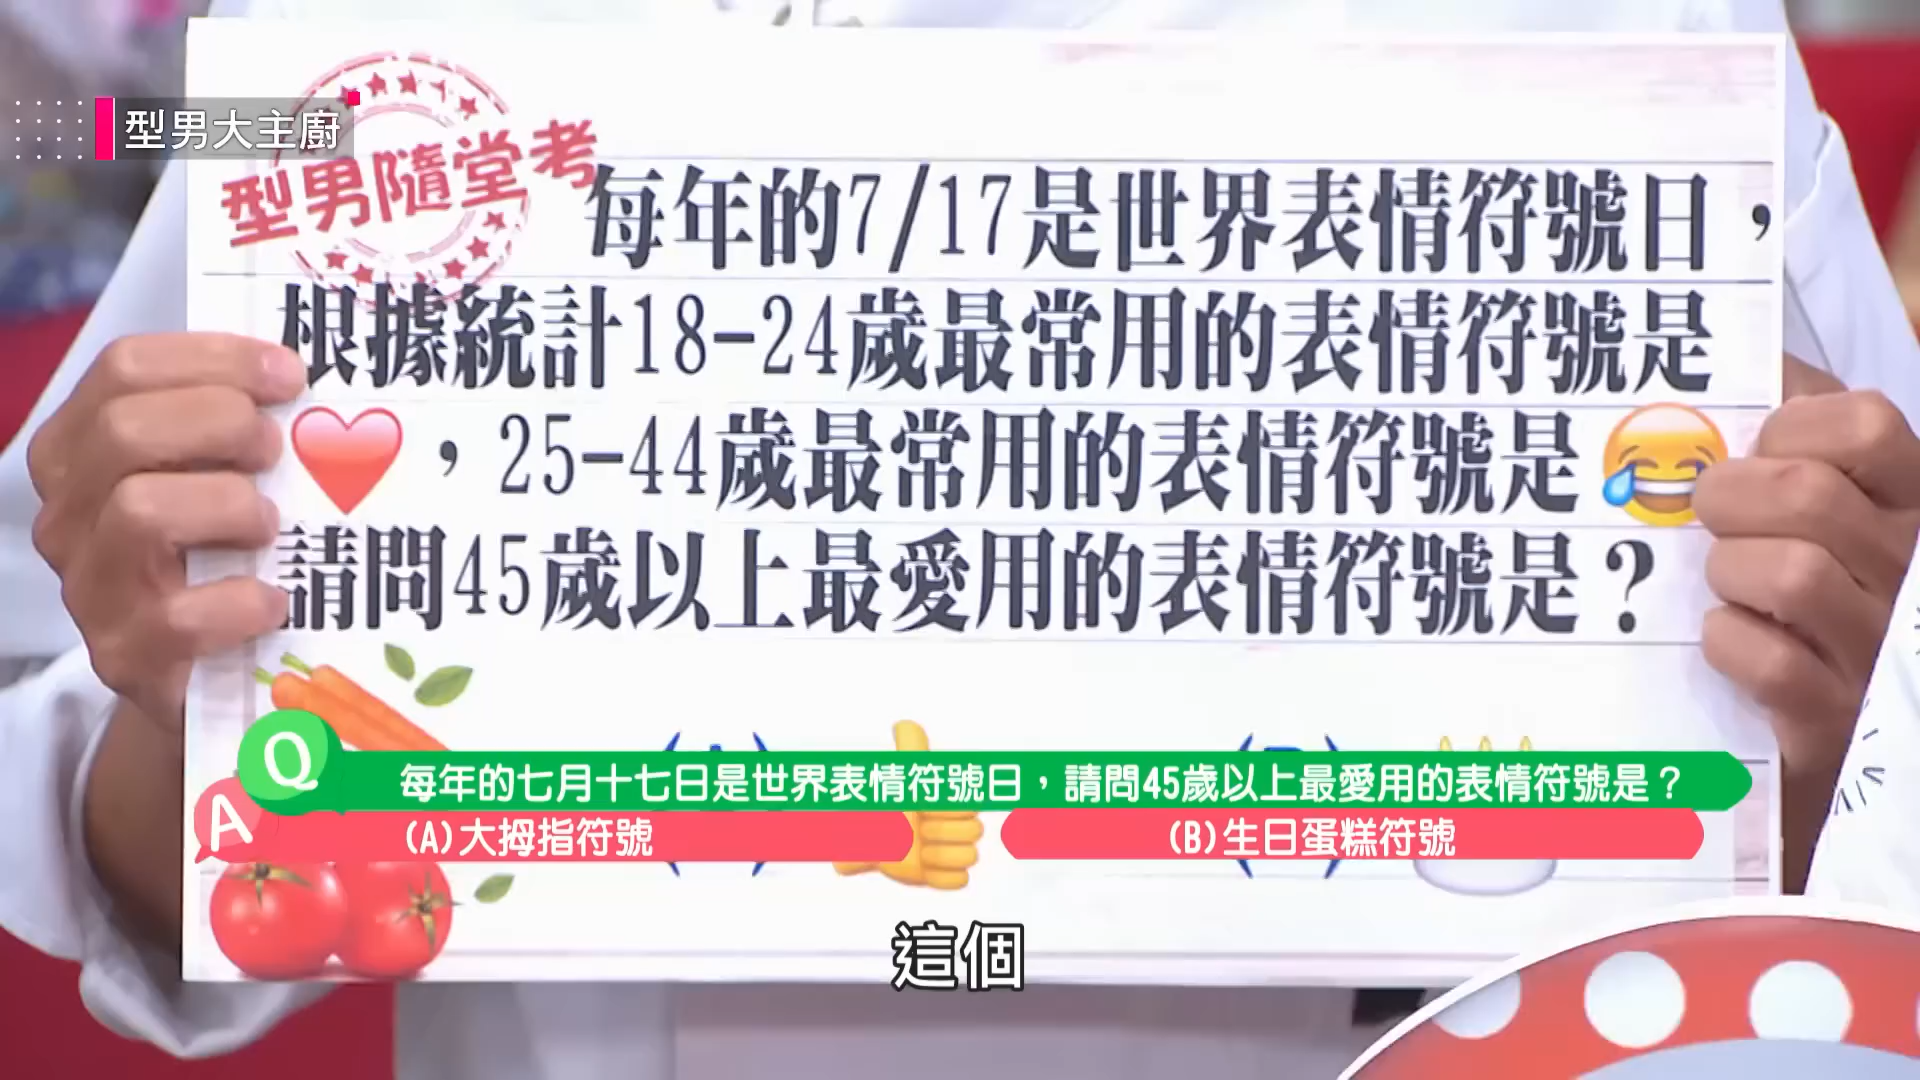 型男大主廚
型男隨堂考
每年的7/17是世界表情符號日，
根據統計18-24歲最常用的表情符號是
，25-44歲最常用的表情符號是
請問45歲以上最愛用的表情符號是？
Q
每年的七月十七日是世界表情符號日，請問45歲以上最愛用的表情符號是？
A
(A)大拇指符號
(B)生日蛋糕符號
這個